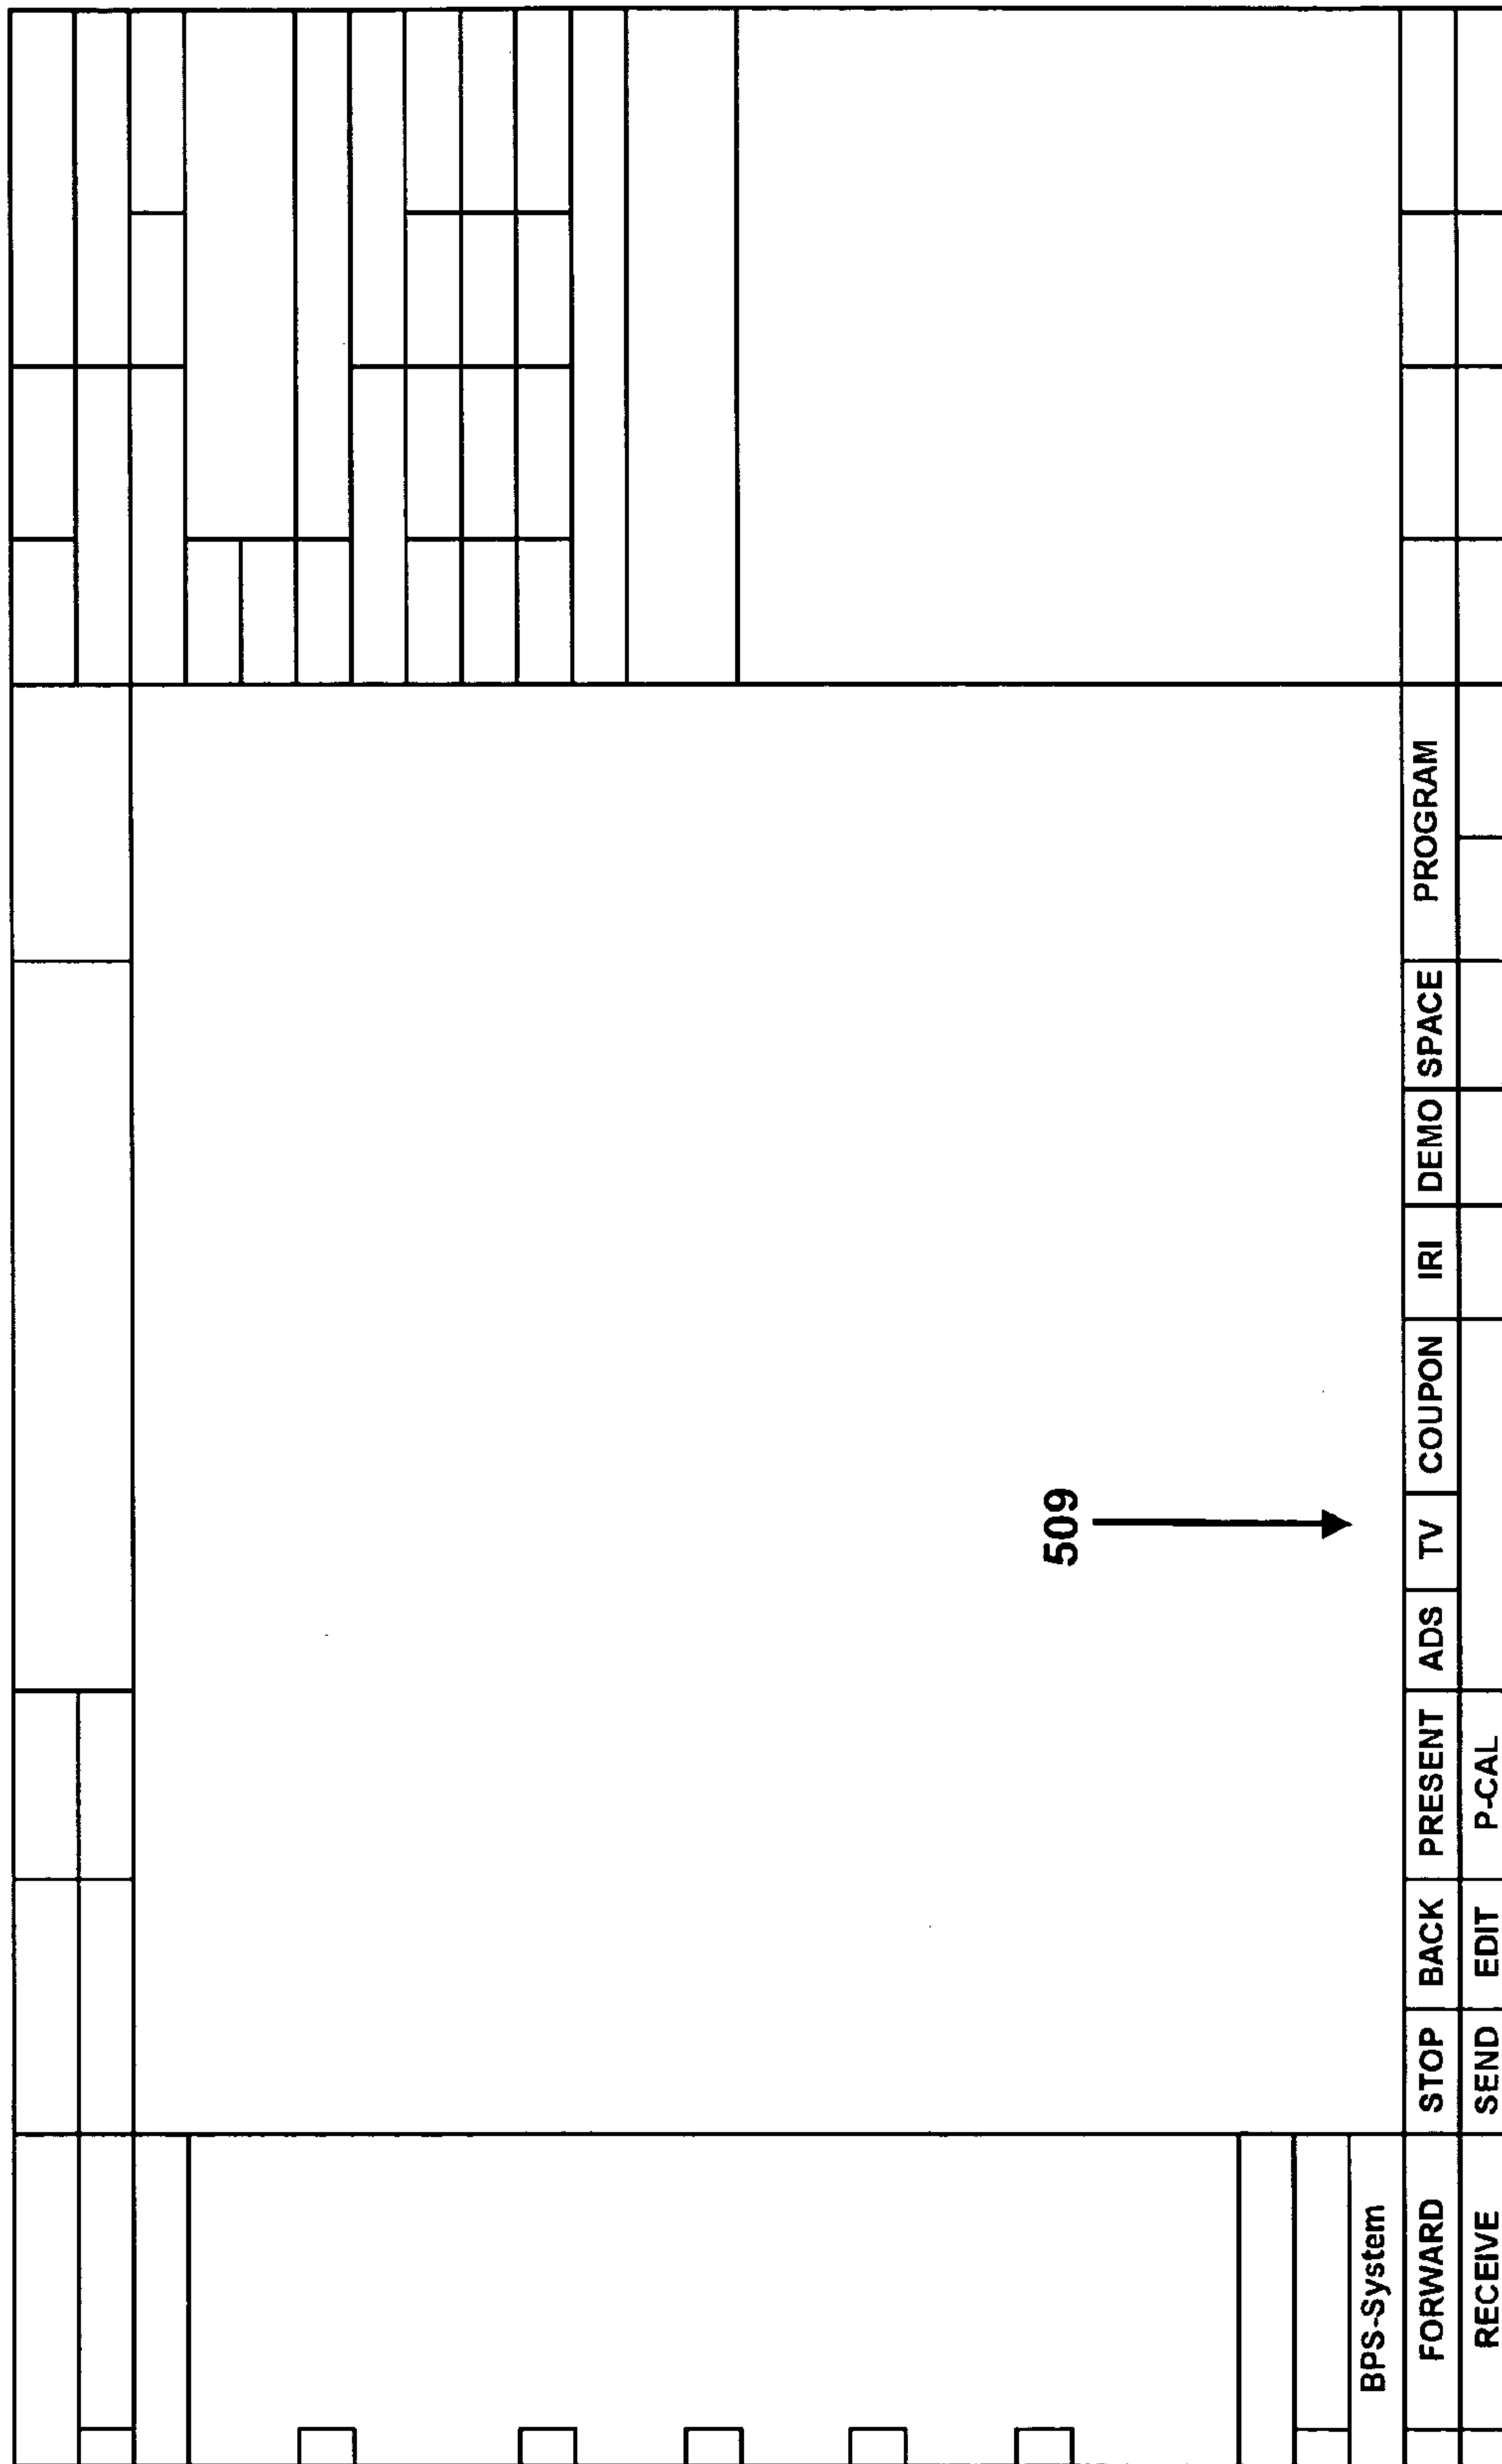 509
BPS-System
FORWARD STOP BACK PRESENT ADS TV COUPON IRI DEMO SPACE PROGRAM
RECEIVE SEND EDIT P-CAL